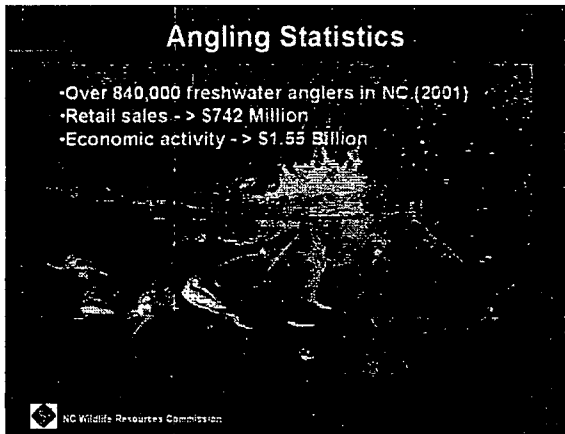 Angling Statistics
•Over 840,000 freshwater anglers in NC (2001)
•Retail sales - > $742 Million
•Economic activity - > $1.55 Billion
NC Wildlife Resources Commission